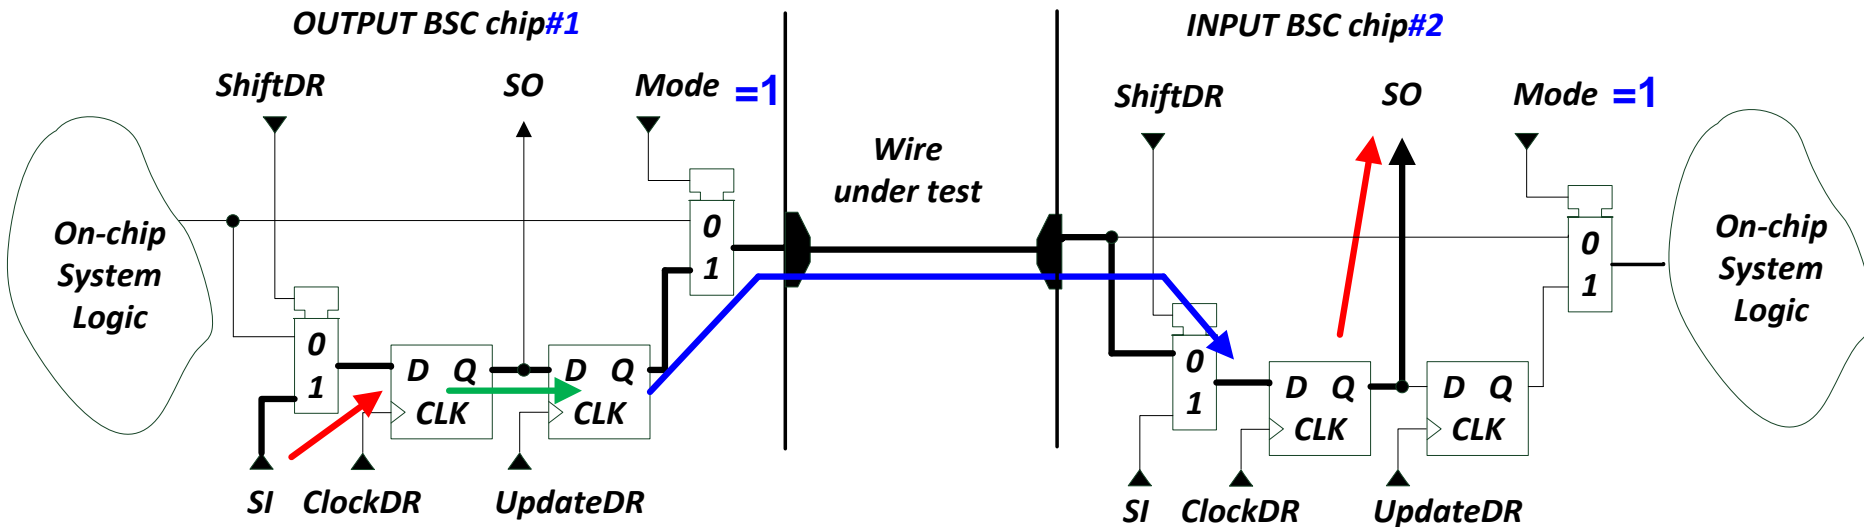 OUTPUT BSC chip#1
INPUT BSC chip#2
ShiftDR
SO
Mode =1
ShiftDR
SO
Mode =1
Wire
under test
On-chip
System
Logic
0
1
0
1
D Q
CLK
D Q
CLK
SI
ClockDR
UpdateDR
0
1
0
1
D Q
CLK
D Q
CLK
On-chip
System
Logic
SI
ClockDR
UpdateDR